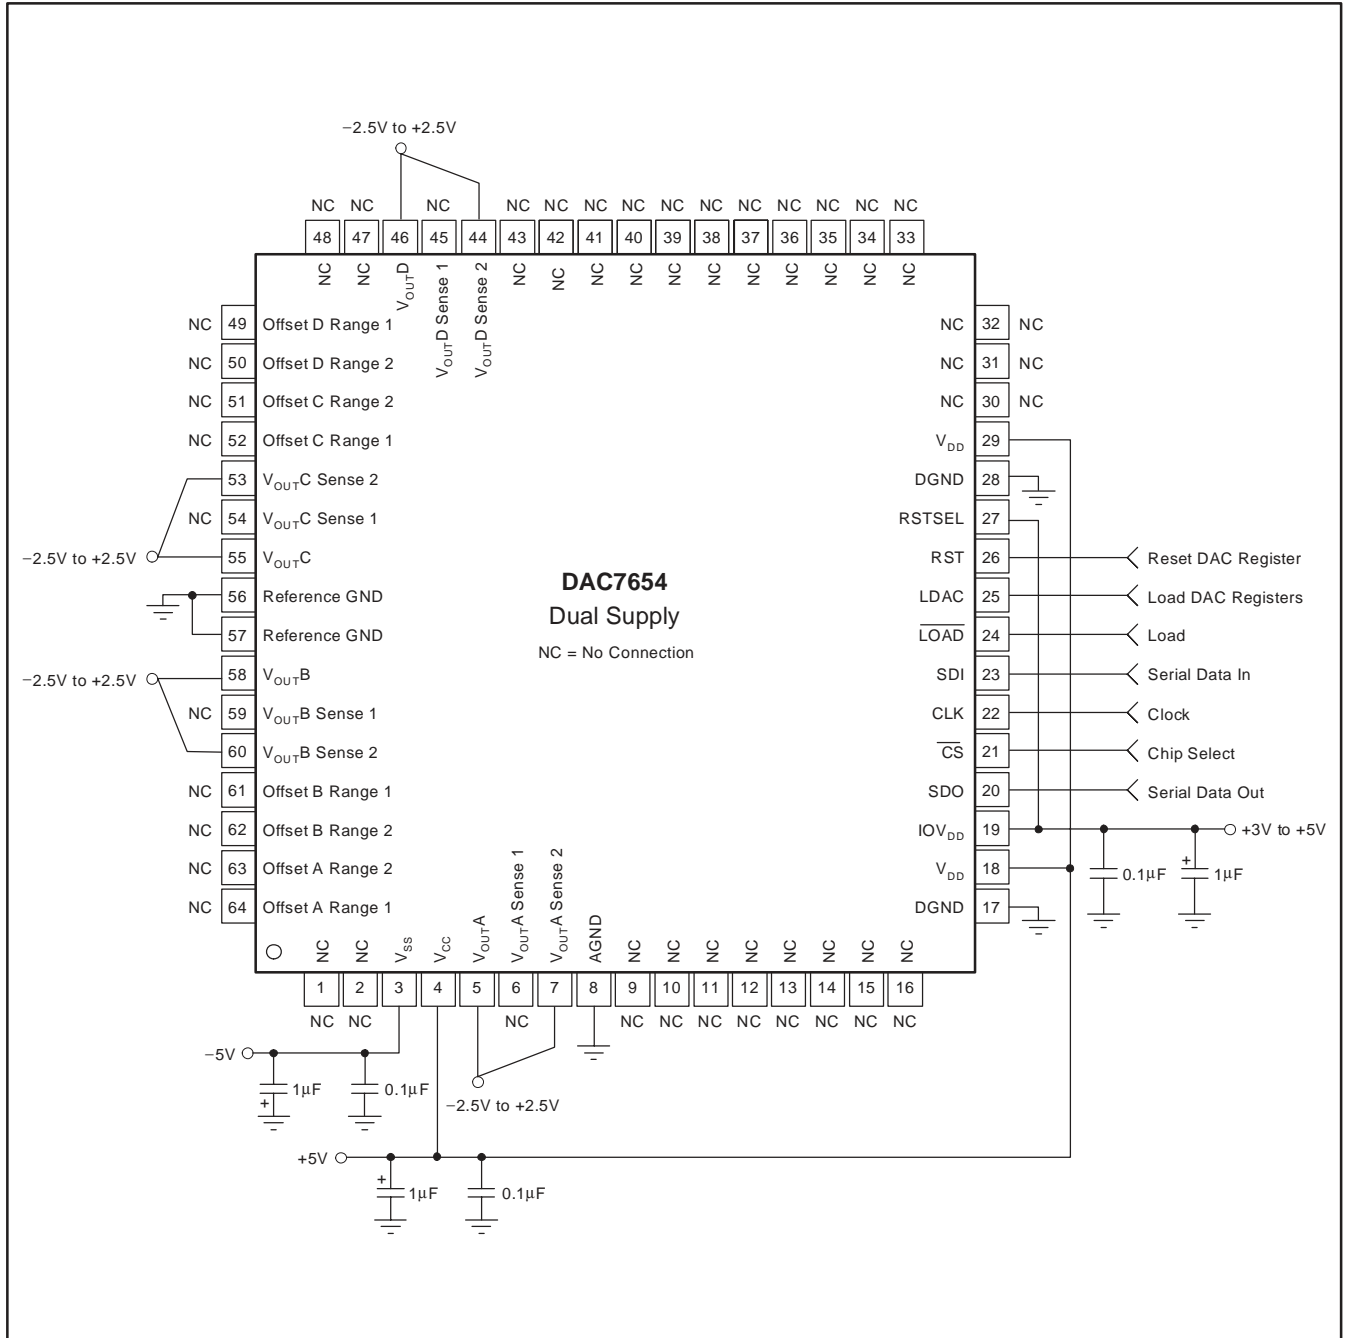 −2.5V to +2.5V
NC NC NC NC NC NC NC NC NC NC NC NC NC NC
48 47 46 45 44 43 42 41 40 39 38 37 36 35 34 33
NC NC VOUTD VOUTD Sense 1 VOUTD Sense 2 NC NC NC NC NC NC NC NC NC NC NC
NC 49 Offset D Range 1 NC 32 NC
NC 50 Offset D Range 2 NC 31 NC
NC 51 Offset C Range 2 NC 30 NC
NC 52 Offset C Range 1 VDD 29
53 VOUTC Sense 2 DGND 28
NC 54 VOUTC Sense 1 RSTSEL 27
−2.5V to +2.5V 55 VOUTC RST 26 Reset DAC Register
56 Reference GND LDAC 25 Load DAC Registers
57 Reference GND LOAD 24 Load
−2.5V to +2.5V 58 VOUTB SDI 23 Serial Data In
NC 59 VOUTB Sense 1 CLK 22 Clock
60 VOUTB Sense 2 CS 21 Chip Select
NC 61 Offset B Range 1 SDO 20 Serial Data Out
NC 62 Offset B Range 2 IOVDD 19 +3V to +5V
NC 63 Offset A Range 2 VDD 18 0.1μF + 1μF
NC 64 Offset A Range 1 DGND 17
DAC7654
Dual Supply
NC = No Connection
NC NC VSS VCC VOUTA VOUTA Sense 1 VOUTA Sense 2 AGND NC NC NC NC NC NC NC NC
1 2 3 4 5 6 7 8 9 10 11 12 13 14 15 16
NC NC NC NC NC NC NC NC NC NC NC
−5V
1μF + 0.1μF
−2.5V to +2.5V
+5V
+ 1μF 0.1μF